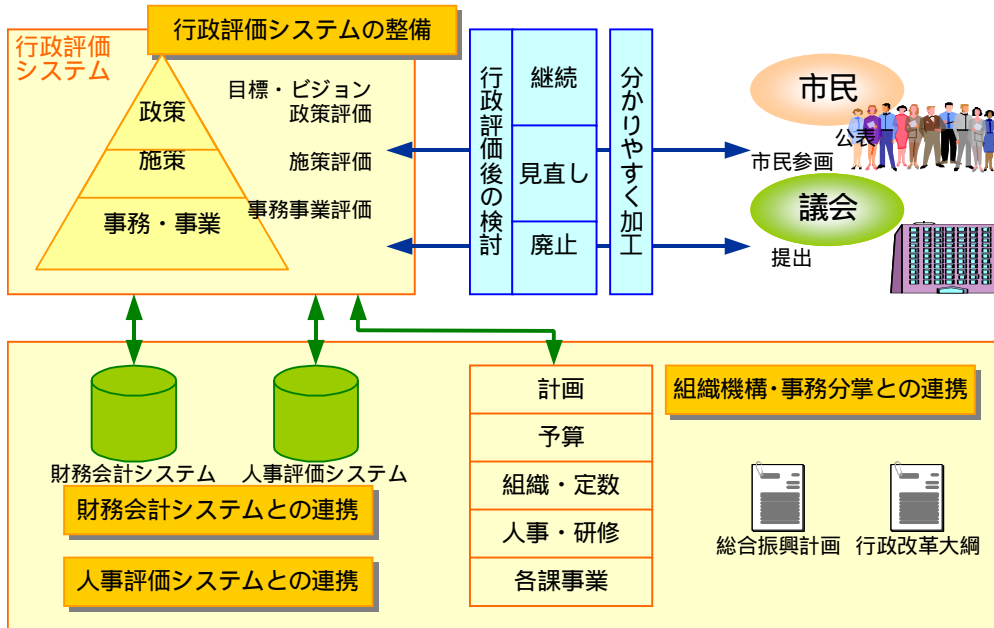 行政評価システムの整備
行政評価
システム
目標・ビジョン
政策評価
施策評価
事務事業評価
政策
施策
事務・事業
行政評価後の検討
継続
見直し
廃止
分かりやすく加工
市民
公表
市民参画
議会
提出
財務会計システム
人事評価システム
財務会計システムとの連携
人事評価システムとの連携
計画
予算
組織・定数
人事・研修
各課事業
組織機構・事務分掌との連携
総合振興計画
行政改革大綱